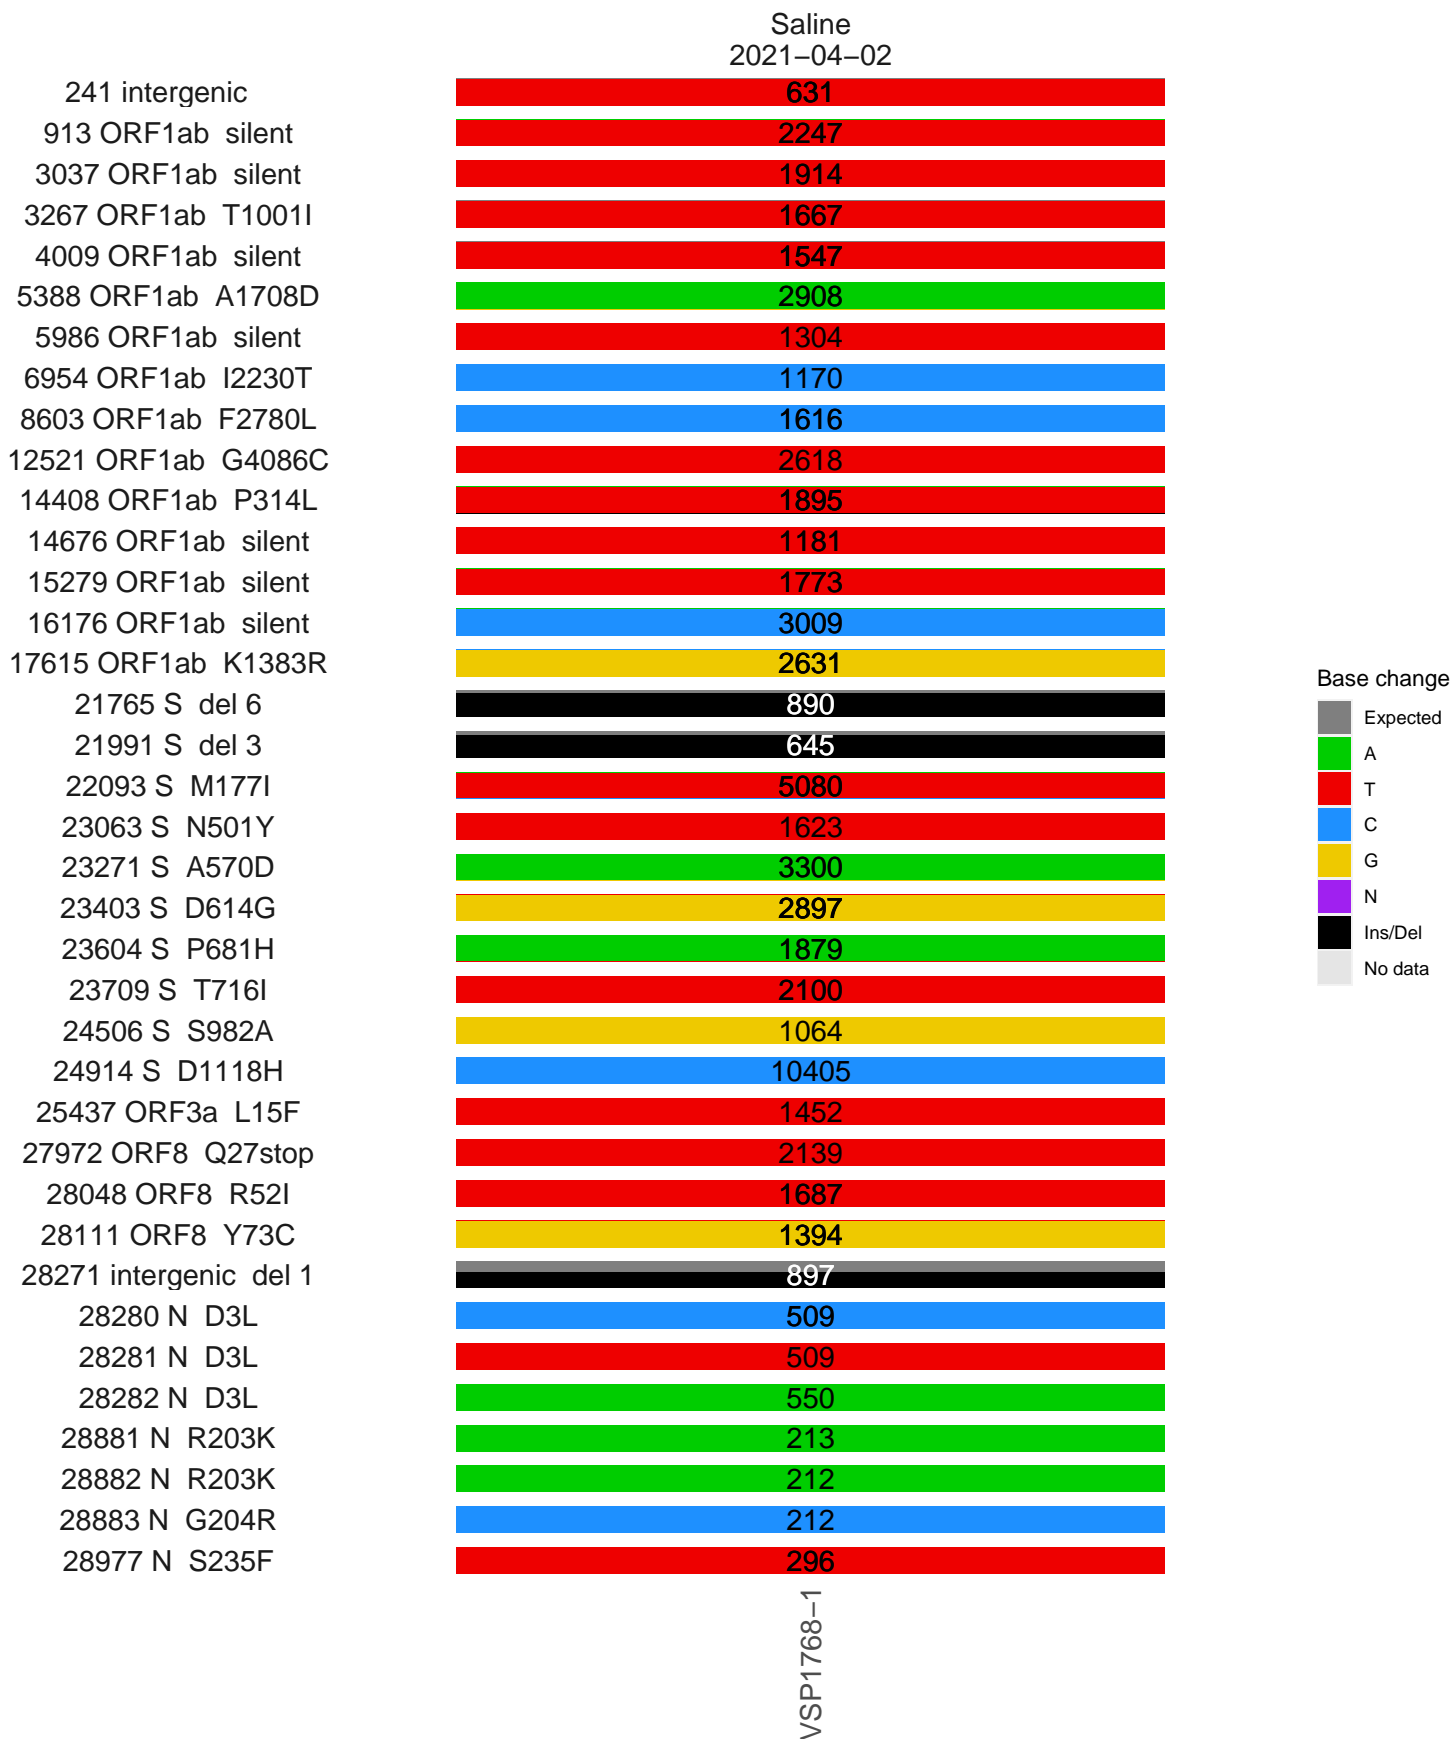 Saline
2021−04−02
241 intergenic 631
913 ORF1ab silent 2247
3037 ORF1ab silent 1914
3267 ORF1ab T1001I 1667
4009 ORF1ab silent 1547
5388 ORF1ab A1708D 2908
5986 ORF1ab silent 1304
6954 ORF1ab I2230T 1170
8603 ORF1ab F2780L 1616
12521 ORF1ab G4086C 2618
14408 ORF1ab P314L 1895
14676 ORF1ab silent 1181
15279 ORF1ab silent 1773
16176 ORF1ab silent 3009
17615 ORF1ab K1383R 2631
21765 S del 6 890
21991 S del 3 645
22093 S M177I 5080
23063 S N501Y 1623
23271 S A570D 3300
23403 S D614G 2897
23604 S P681H 1879
23709 S T716I 2100
24506 S S982A 1064
24914 S D1118H 10405
25437 ORF3a L15F 1452
27972 ORF8 Q27stop 2139
28048 ORF8 R52I 1687
28111 ORF8 Y73C 1394
28271 intergenic del 1 897
28280 N D3L 509
28281 N D3L 509
28282 N D3L 550
28881 N R203K 213
28882 N R203K 212
28883 N G204R 212
28977 N S235F 296
VSP1768−1
Base change
Expected
A
T
C
G
N
Ins/Del
No data